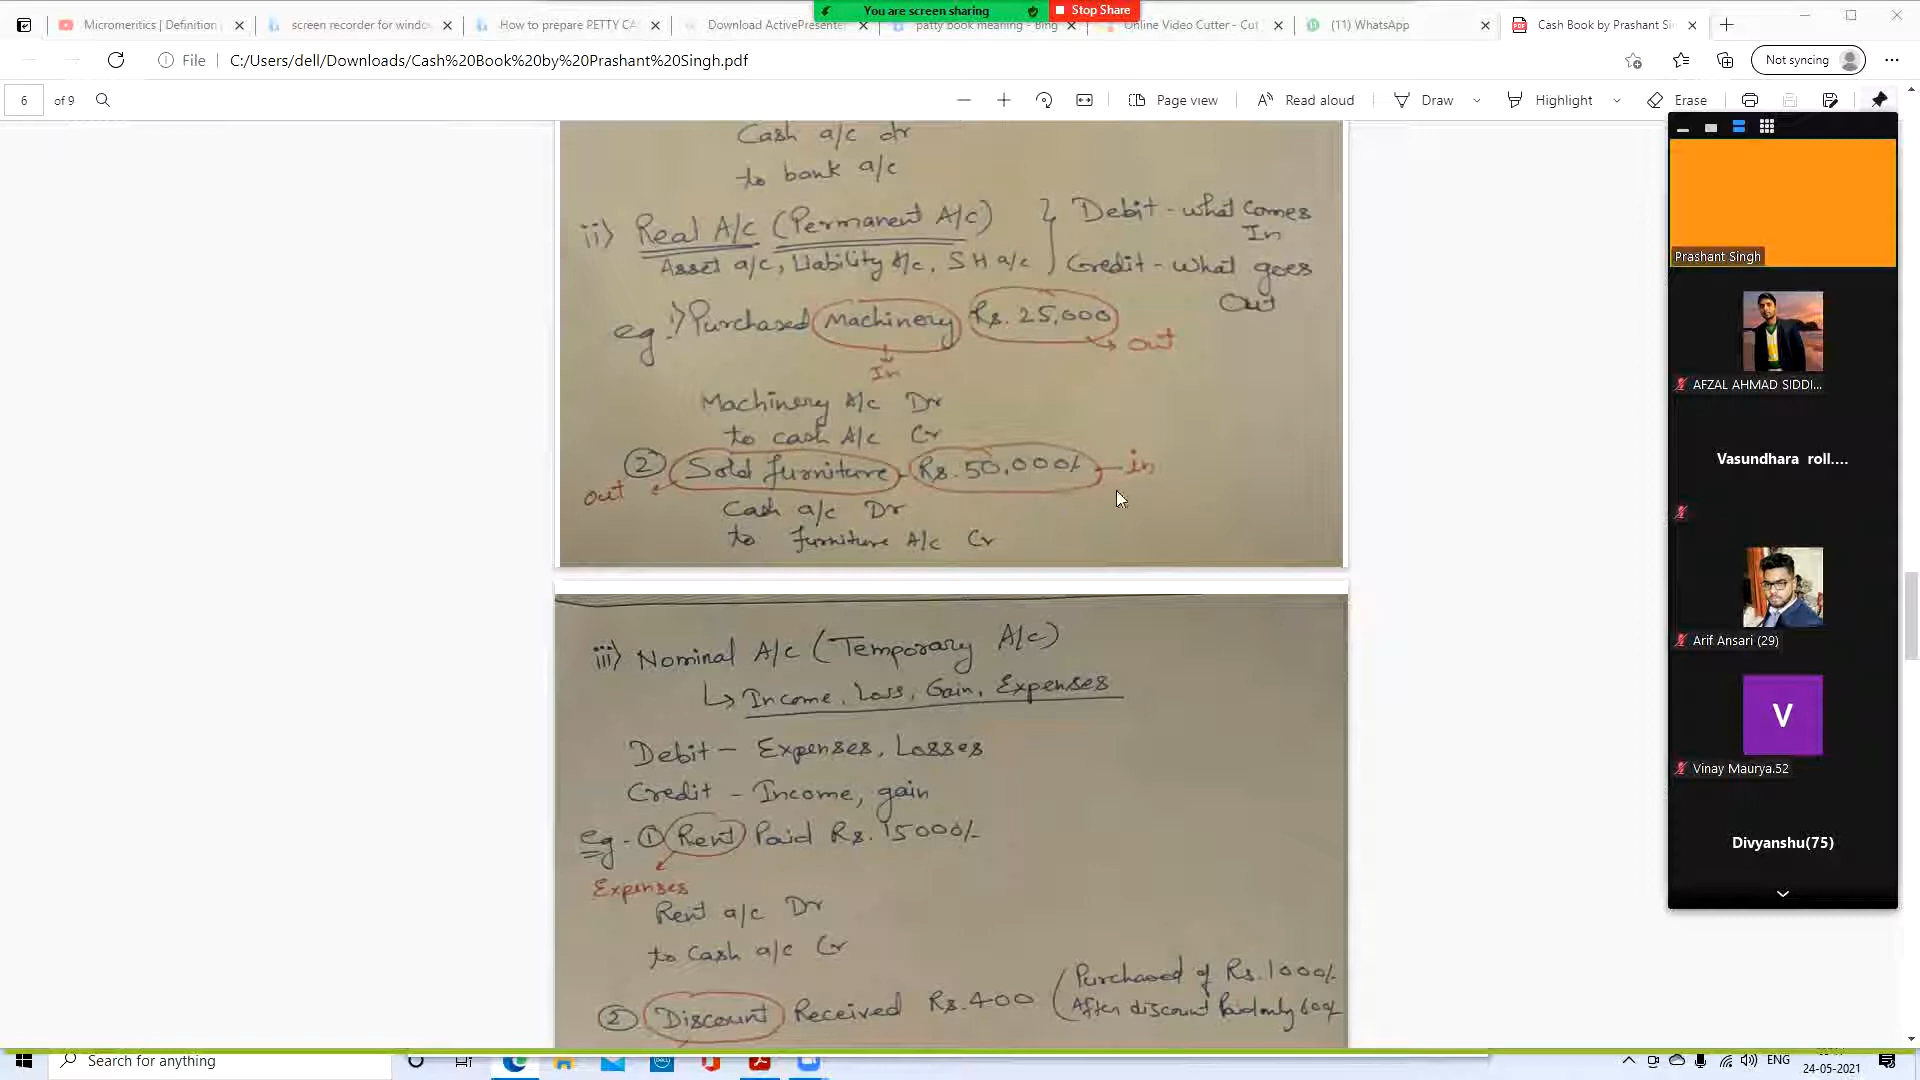 You are screen sharing
Stop Share
Micromeritics | Definition
screen recorder for windo
How to prepare PETTY CA
Download ActivePresente
patty book meaning - Bing
Online Video Cutter - Cut
(11) WhatsApp
Cash Book by Prashant Si
File
C:/Users/dell/Downloads/Cash%20Book%20by%20Prashant%20Singh.pdf
Not syncing
6 of 9
Page view
Read aloud
Draw
Highlight
Erase
Cash a/c dr
to bank a/c
ii) Real A/c (Permanent A/c)
Asset a/c, Liability A/c, SH a/c
Debit - what comes
In
Credit - what goes
Out
eg: 1) Purchased Machinery Rs. 25,000
out
In
Machinery A/c Dr
to cash A/c Cr
2 Sold furniture - Rs. 50,000/- in
out
Cash a/c Dr
to furniture A/c Cr
iii) Nominal A/c (Temporary A/c)
Income, Loss, Gain, Expenses
Debit - Expenses, Losses
Credit - Income, gain
eg - 1 Rent Paid Rs. 15000/-
Expenses
Rent a/c Dr
to cash a/c Cr
2 Discount Received Rs. 400
(Purchased of Rs. 1000/-
After discount Paid only 600/-
Prashant Singh
AFZAL AHMAD SIDDI...
Vasundhara roll....
Arif Ansari (29)
V
Vinay Maurya.52
Divyanshu(75)
Search for anything
ENG
24-05-2021